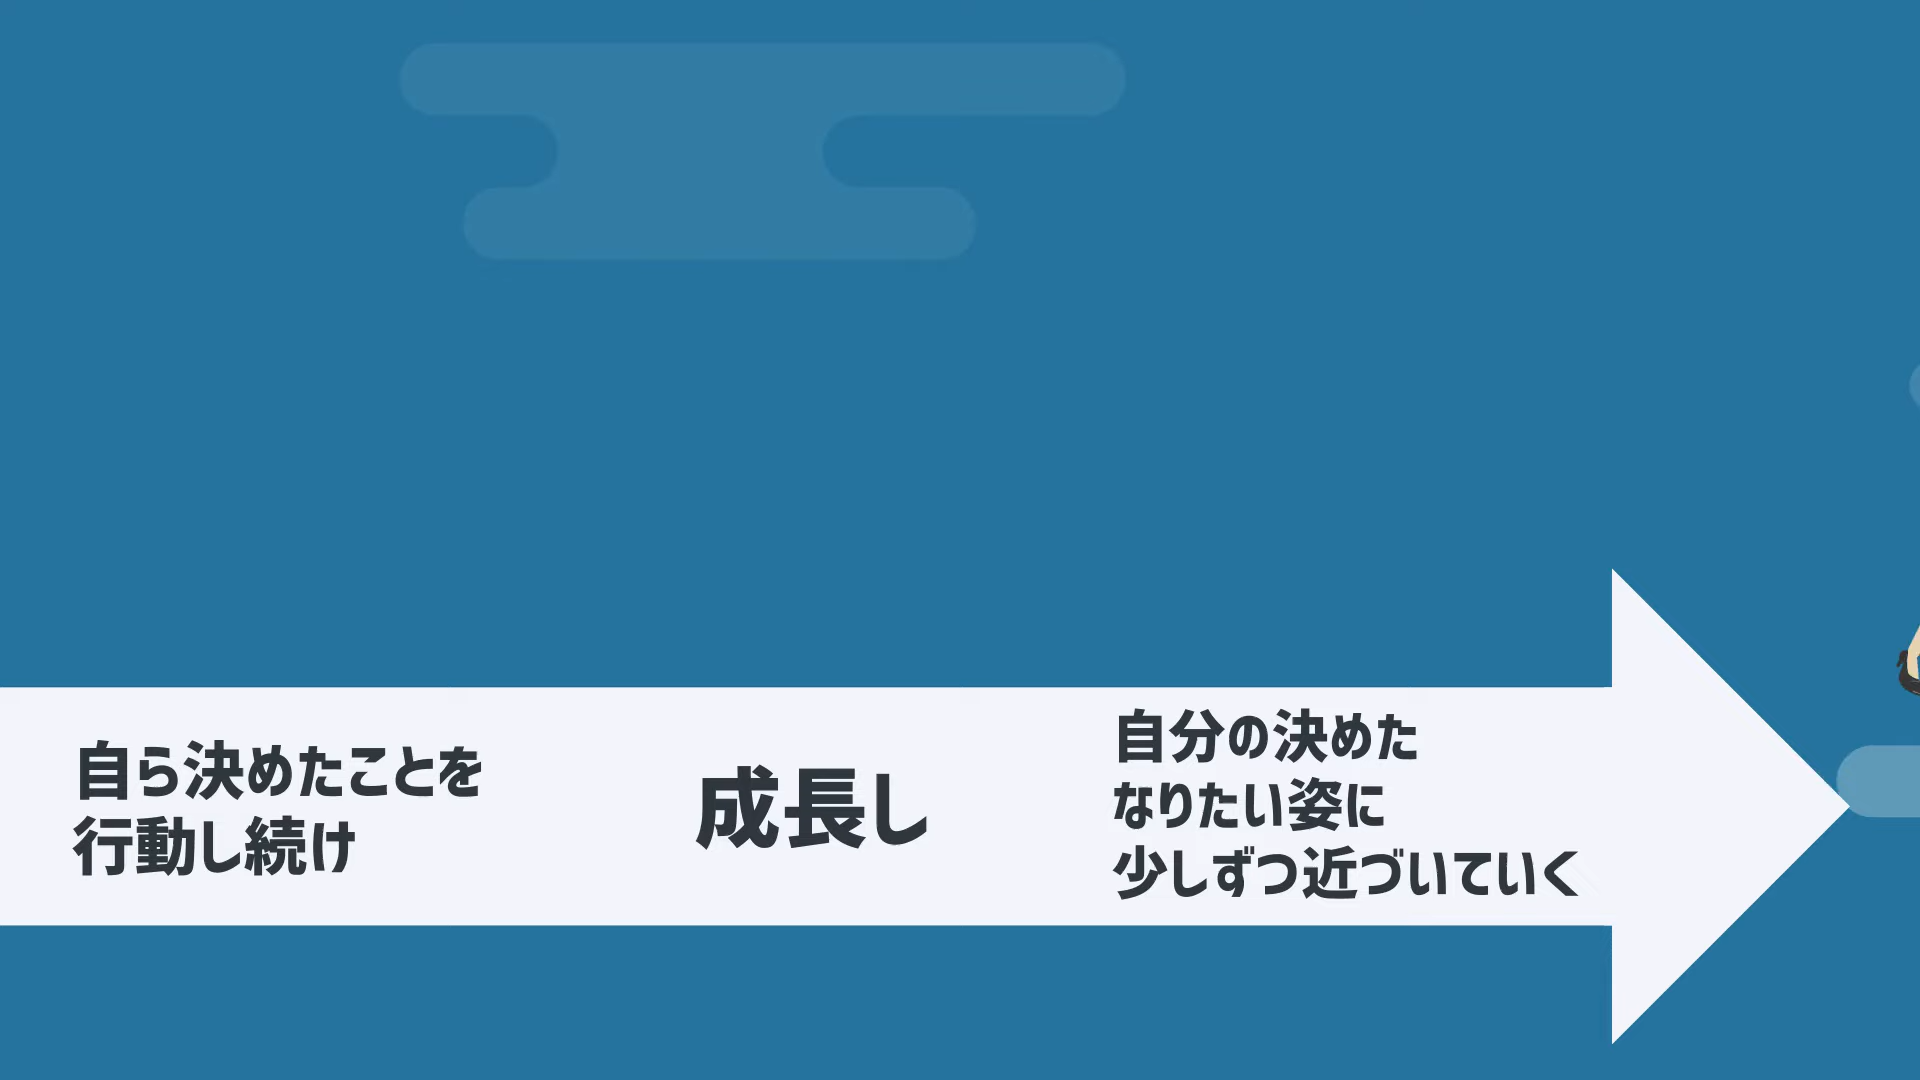 自ら決めたことを
行動し続け
成長し
自分の決めた
なりたい姿に
少しずつ近づいていく